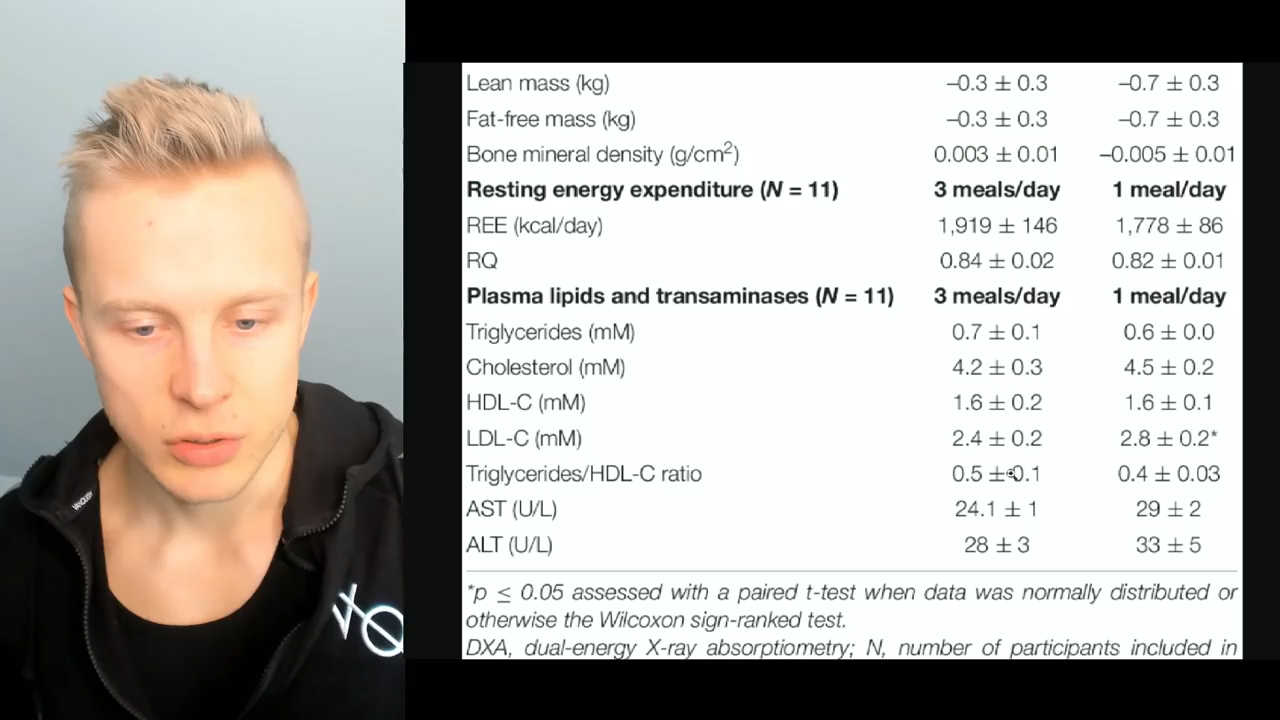 Lean mass (kg) –0.3 ± 0.3 –0.7 ± 0.3
Fat-free mass (kg) –0.3 ± 0.3 –0.7 ± 0.3
Bone mineral density (g/cm²) 0.003 ± 0.01 –0.005 ± 0.01
Resting energy expenditure (N = 11) 3 meals/day 1 meal/day
REE (kcal/day) 1,919 ± 146 1,778 ± 86
RQ 0.84 ± 0.02 0.82 ± 0.01
Plasma lipids and transaminases (N = 11) 3 meals/day 1 meal/day
Triglycerides (mM) 0.7 ± 0.1 0.6 ± 0.0
Cholesterol (mM) 4.2 ± 0.3 4.5 ± 0.2
HDL-C (mM) 1.6 ± 0.2 1.6 ± 0.1
LDL-C (mM) 2.4 ± 0.2 2.8 ± 0.2*
Triglycerides/HDL-C ratio 0.5 ± 0.1 0.4 ± 0.03
AST (U/L) 24.1 ± 1 29 ± 2
ALT (U/L) 28 ± 3 33 ± 5
*p ≤ 0.05 assessed with a paired t-test when data was normally distributed or
otherwise the Wilcoxon sign-ranked test.
DXA, dual-energy X-ray absorptiometry; N, number of participants included in